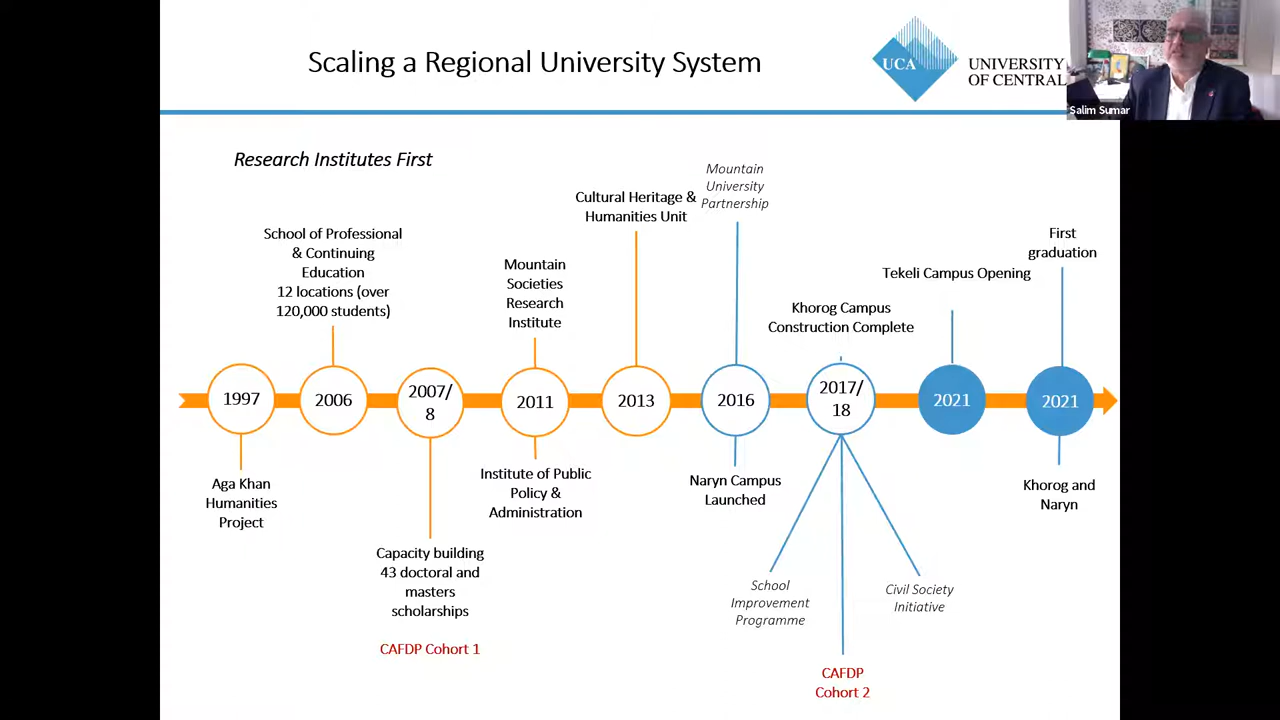 Scaling a Regional University System
UCA
UNIVERSITY
OF CENTRAL
Salim Sumar
Research Institutes First
School of Professional
& Continuing
Education
12 locations (over
120,000 students)
Mountain
Societies
Research
Institute
Cultural Heritage &
Humanities Unit
Mountain
University
Partnership
Khorog Campus
Construction Complete
Tekeli Campus Opening
First
graduation
1997
2006
2007/
8
2011
2013
2016
2017/
18
2021
2021
Aga Khan
Humanities
Project
Capacity building
43 doctoral and
masters
scholarships
CAFDP Cohort 1
Institute of Public
Policy &
Administration
Naryn Campus
Launched
School
Improvement
Programme
CAFDP
Cohort 2
Civil Society
Initiative
Khorog and
Naryn